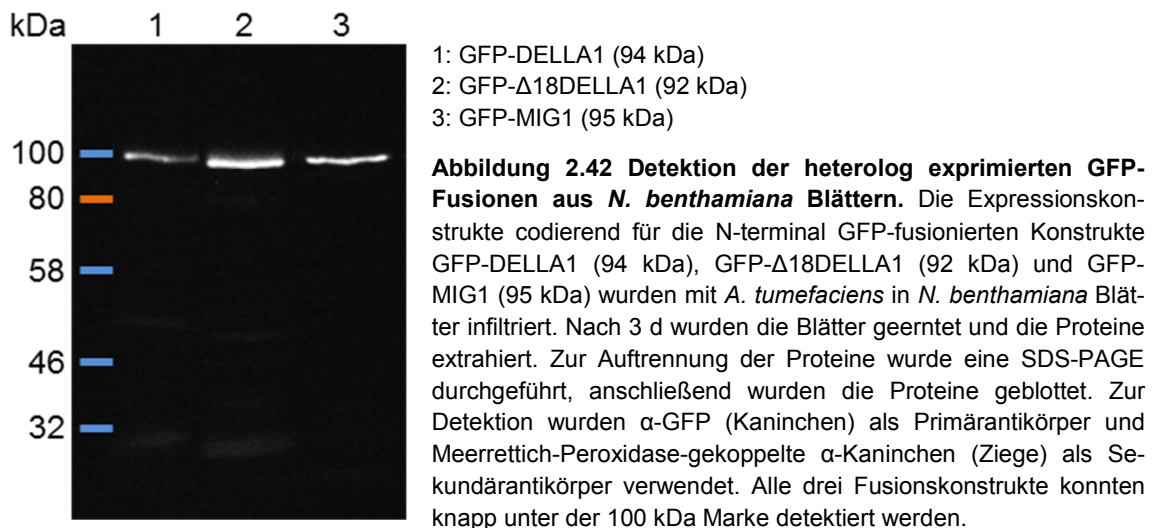 kDa 1 2 3
100
80
58
46
32
1: GFP-DELLA1 (94 kDa)
2: GFP-Δ18DELLA1 (92 kDa)
3: GFP-MIG1 (95 kDa)
Abbildung 2.42 Detektion der heterolog exprimierten GFP-
Fusionen aus N. benthamiana Blättern. Die Expressionskon-
strukte codierend für die N-terminal GFP-fusionierten Konstrukte
GFP-DELLA1 (94 kDa), GFP-Δ18DELLA1 (92 kDa) und GFP-
MIG1 (95 kDa) wurden mit A. tumefaciens in N. benthamiana Blät-
ter infiltriert. Nach 3 d wurden die Blätter geerntet und die Proteine
extrahiert. Zur Auftrennung der Proteine wurde eine SDS-PAGE
durchgeführt, anschließend wurden die Proteine geblottet. Zur
Detektion wurden α-GFP (Kaninchen) als Primärantikörper und
Meerrettich-Peroxidase-gekoppelte α-Kaninchen (Ziege) als Se-
kundärantikörper verwendet. Alle drei Fusionskonstrukte konnten
knapp unter der 100 kDa Marke detektiert werden.